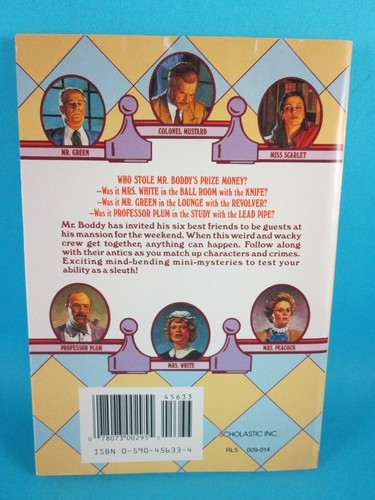 MR. GREEN
COLONEL MUSTARD
MISS SCARLET
WHO STOLE MR. BODDY'S PRIZE MONEY?
—Was it MRS. WHITE in the BALL ROOM with the KNIFE?
—Was it MR. GREEN in the LOUNGE with the REVOLVER?
—Was it PROFESSOR PLUM in the STUDY with the LEAD PIPE?
Mr. Boddy has invited his six best friends to be guests at
his mansion for the weekend. When this weird and wacky
crew get together, anything can happen. Follow along
with their antics as you match up characters and crimes.
Exciting mind-bending mini-mysteries to test your
ability as a sleuth!
PROFESSOR PLUM
MRS. WHITE
MRS. PEACOCK
45633
0 78073 00295
ISBN 0-590-45633-4
SCHOLASTIC INC.
RL5 009-014